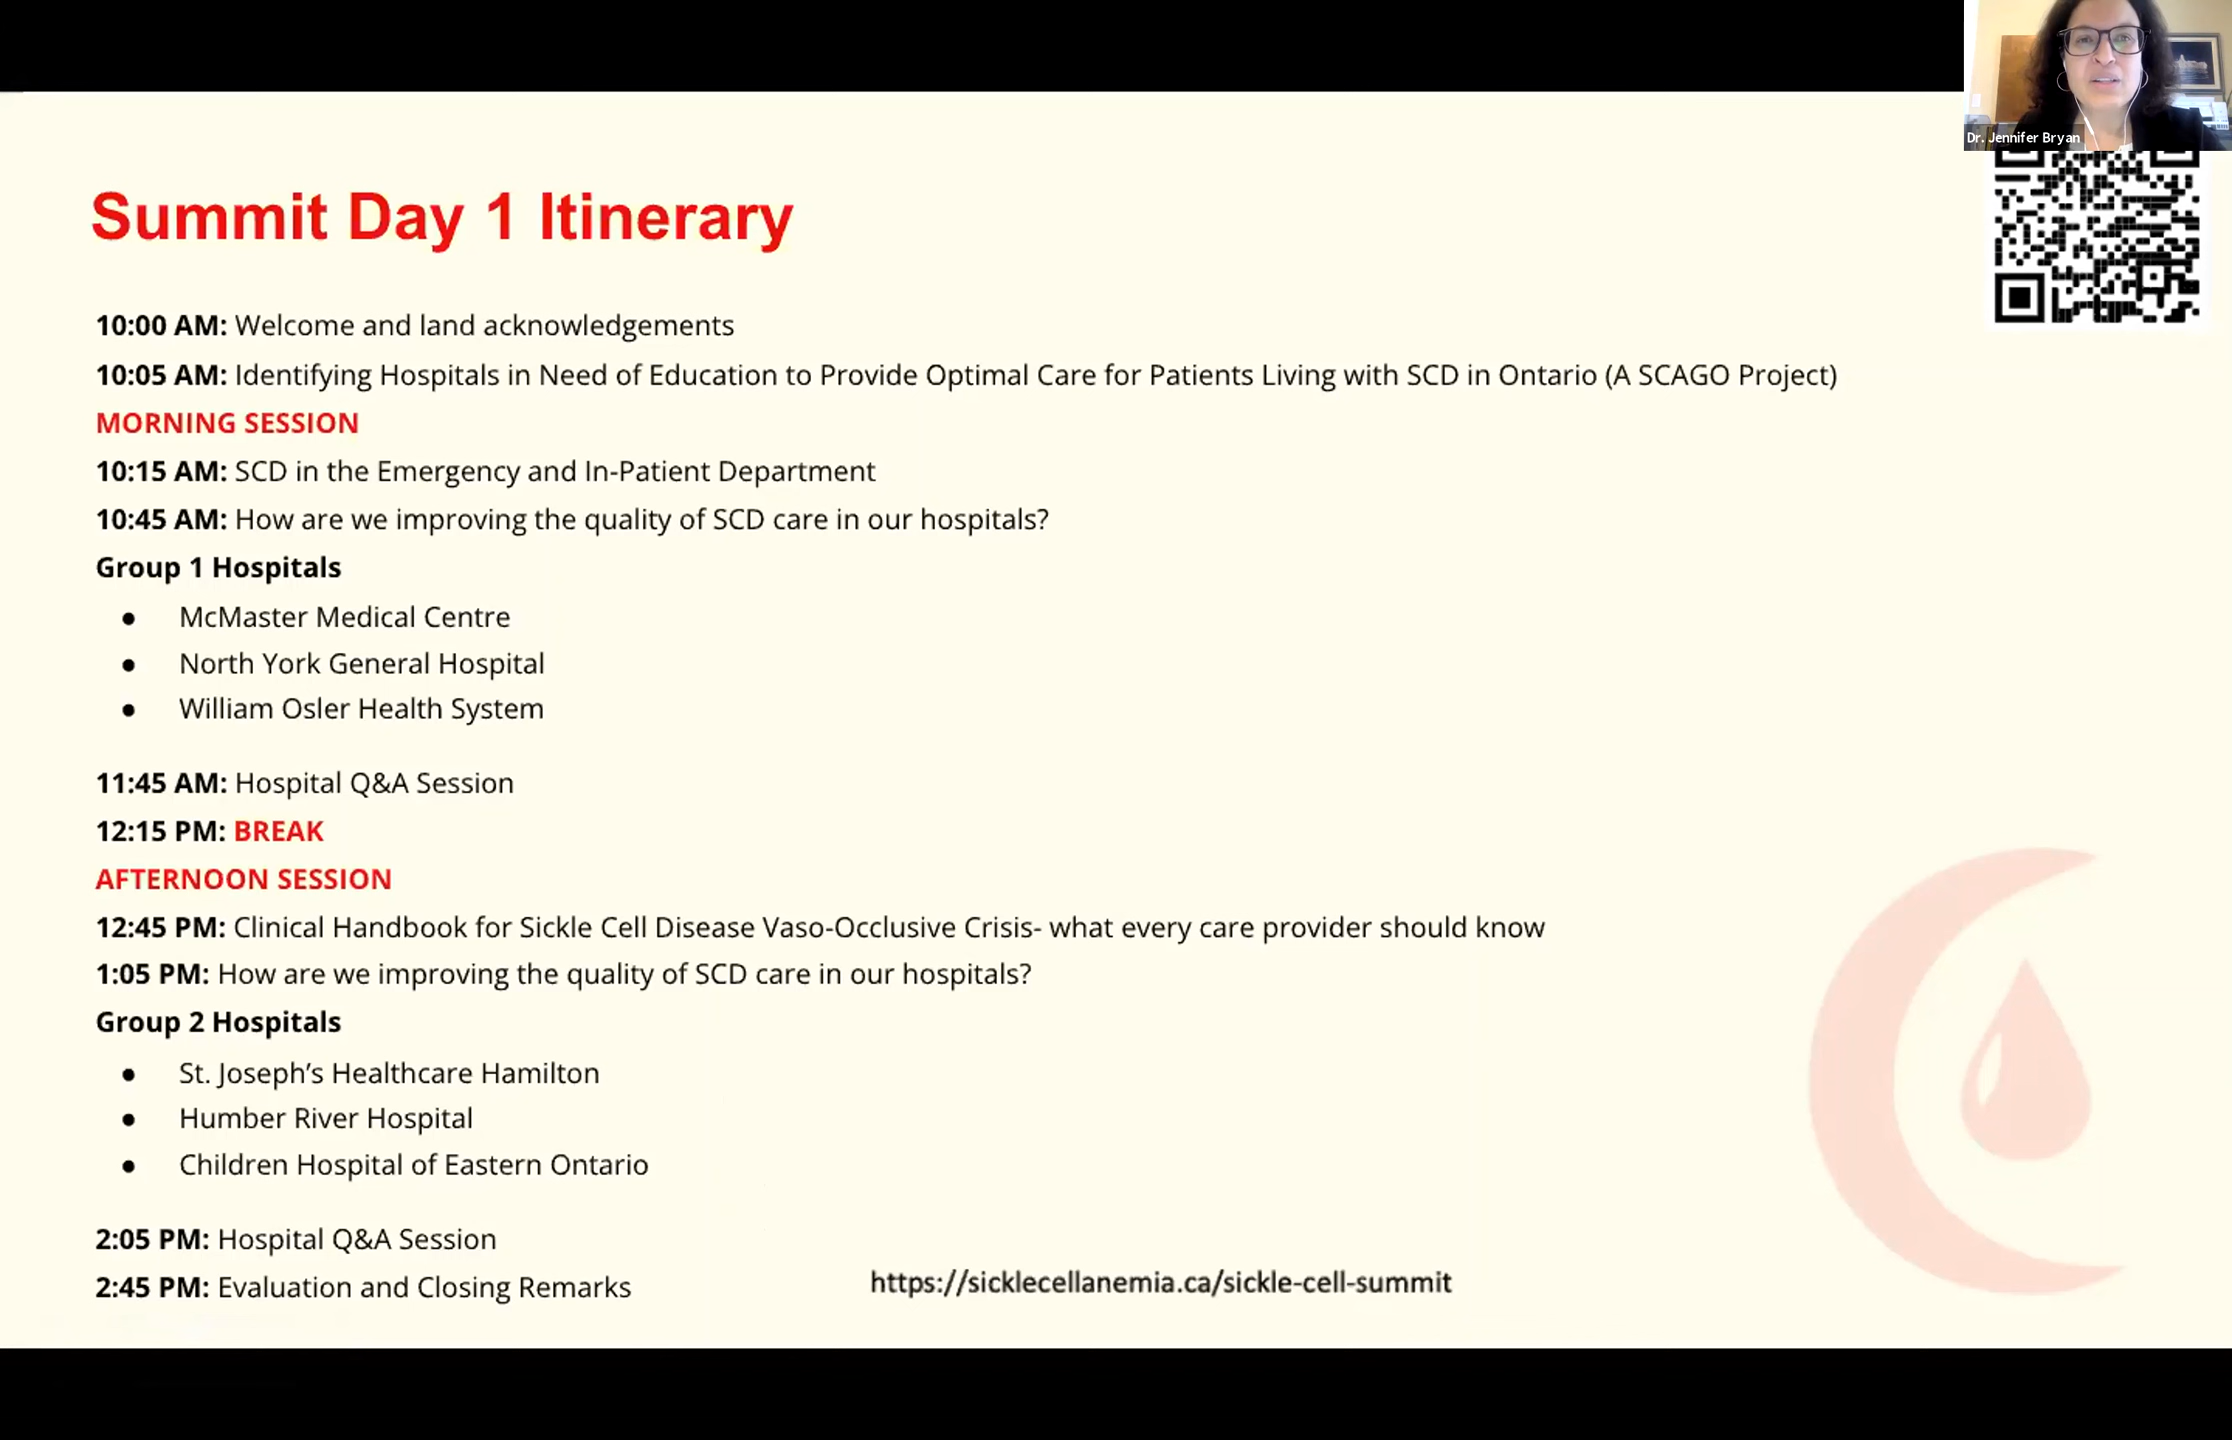 Dr. Jennifer Bryan
Summit Day 1 Itinerary
10:00 AM: Welcome and land acknowledgements
10:05 AM: Identifying Hospitals in Need of Education to Provide Optimal Care for Patients Living with SCD in Ontario (A SCAGO Project)
MORNING SESSION
10:15 AM: SCD in the Emergency and In-Patient Department
10:45 AM: How are we improving the quality of SCD care in our hospitals?
Group 1 Hospitals
● McMaster Medical Centre
● North York General Hospital
● William Osler Health System
11:45 AM: Hospital Q&A Session
12:15 PM: BREAK
AFTERNOON SESSION
12:45 PM: Clinical Handbook for Sickle Cell Disease Vaso-Occlusive Crisis- what every care provider should know
1:05 PM: How are we improving the quality of SCD care in our hospitals?
Group 2 Hospitals
● St. Joseph’s Healthcare Hamilton
● Humber River Hospital
● Children Hospital of Eastern Ontario
2:05 PM: Hospital Q&A Session
2:45 PM: Evaluation and Closing Remarks
https://sicklecellanemia.ca/sickle-cell-summit